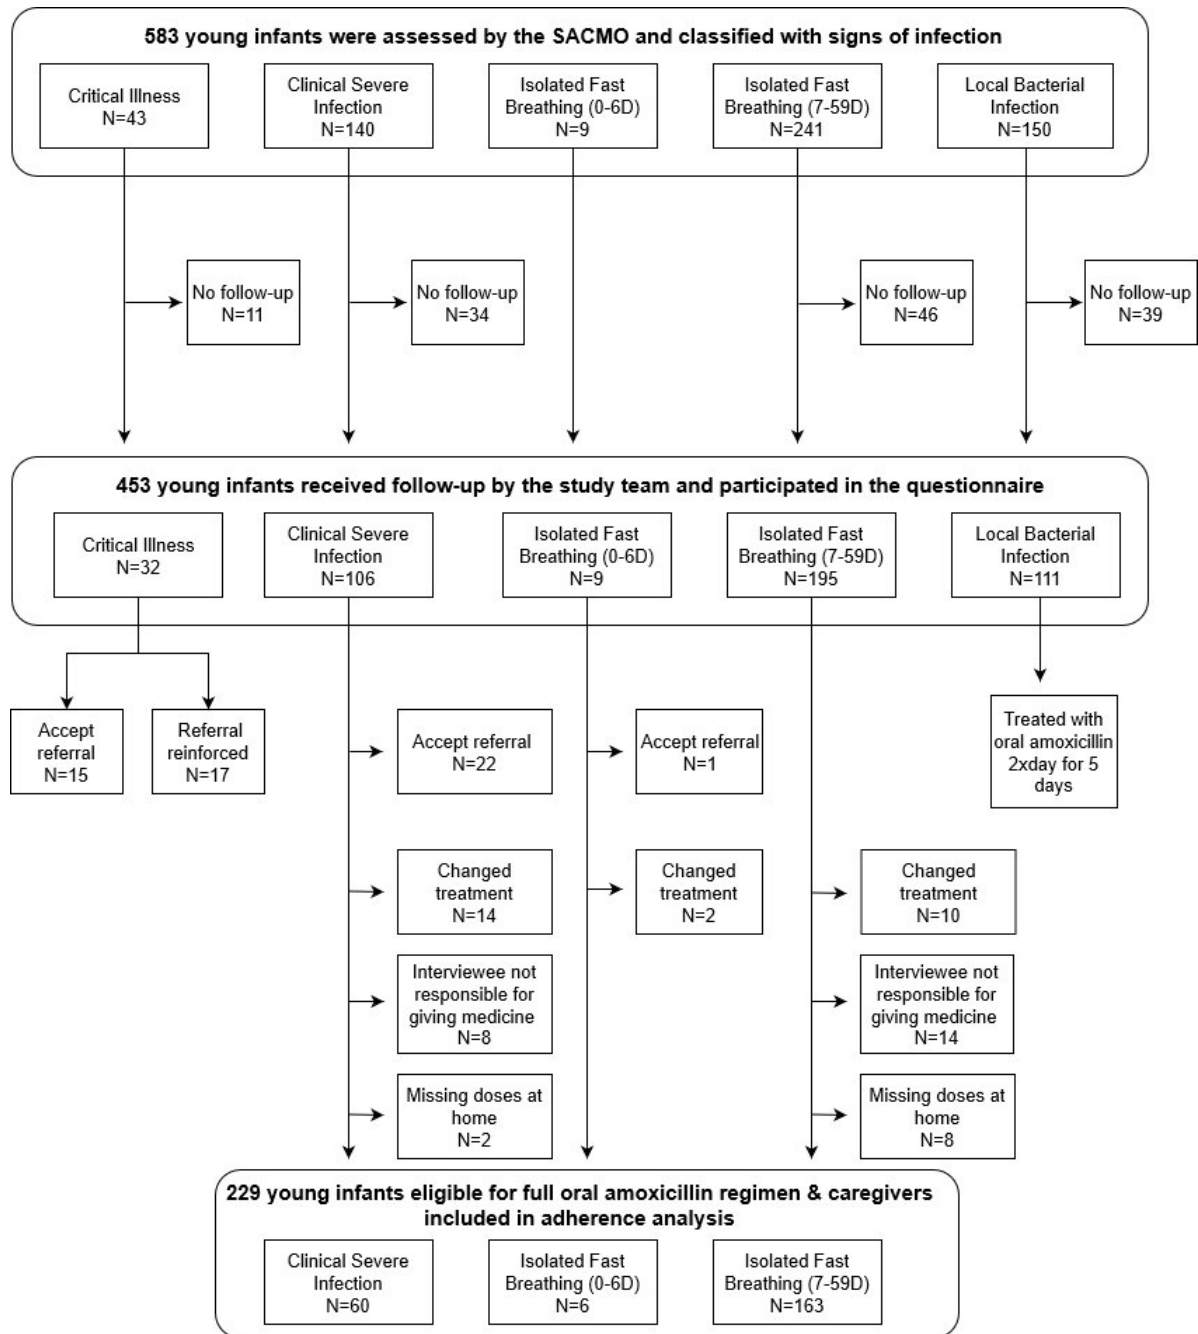 583 young infants were assessed by the SACMO and classified with signs of infection
Critical Illness
N=43
Clinical Severe
Infection
N=140
Isolated Fast
Breathing (0-6D)
N=9
Isolated Fast
Breathing (7-59D)
N=241
Local Bacterial
Infection
N=150
No follow-up
N=11
No follow-up
N=34
No follow-up
N=46
No follow-up
N=39
453 young infants received follow-up by the study team and participated in the questionnaire
Critical Illness
N=32
Clinical Severe
Infection
N=106
Isolated Fast
Breathing (0-6D)
N=9
Isolated Fast
Breathing (7-59D)
N=195
Local Bacterial
Infection
N=111
Accept
referral
N=15
Referral
reinforced
N=17
Accept referral
N=22
Accept referral
N=1
Treated with
oral amoxicillin
2xday for 5
days
Changed
treatment
N=14
Changed
treatment
N=2
Changed
treatment
N=10
Interviewee not
responsible for
giving medicine
N=8
Interviewee not
responsible for
giving medicine
N=14
Missing doses at
home
N=2
Missing doses at
home
N=8
229 young infants eligible for full oral amoxicillin regimen & caregivers
included in adherence analysis
Clinical Severe
Infection
N=60
Isolated Fast
Breathing (0-6D)
N=6
Isolated Fast
Breathing (7-59D)
N=163